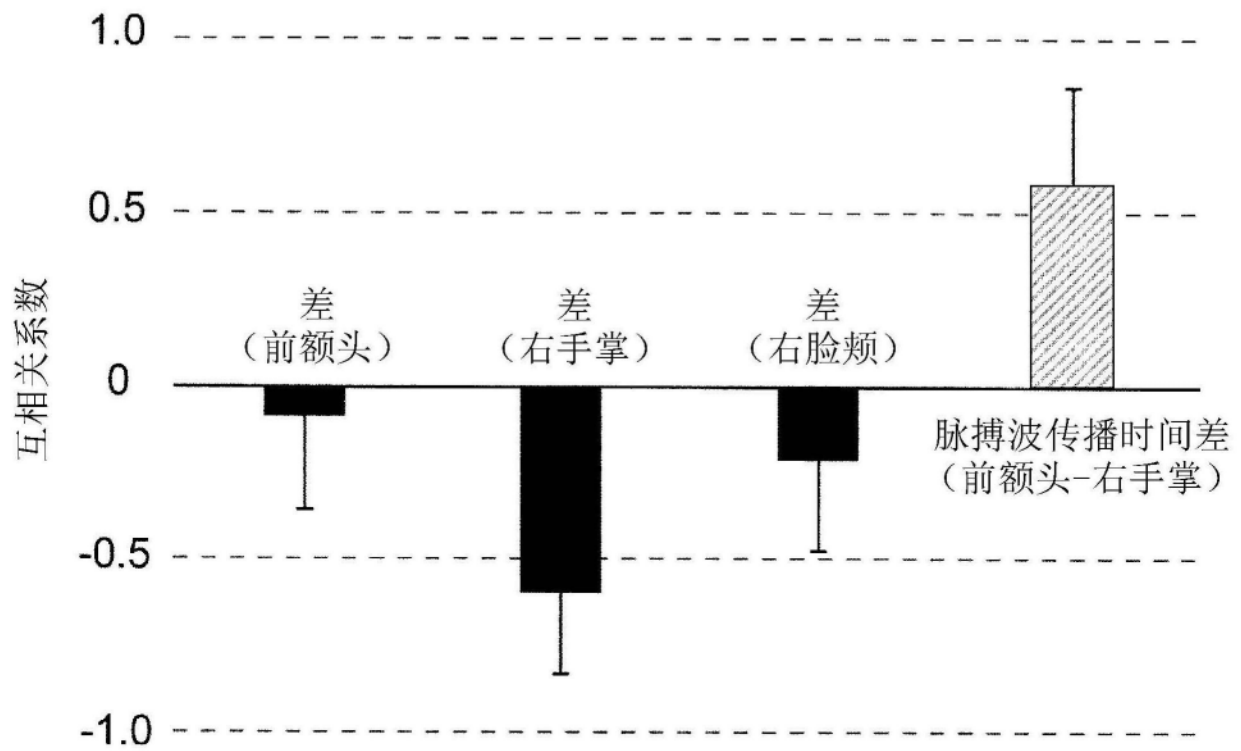 1.0
0.5
互相关系数
差
（前额头）
差
（右手掌）
差
（右脸颊）
0
脉搏波传播时间差
（前额头-右手掌）
-0.5
-1.0